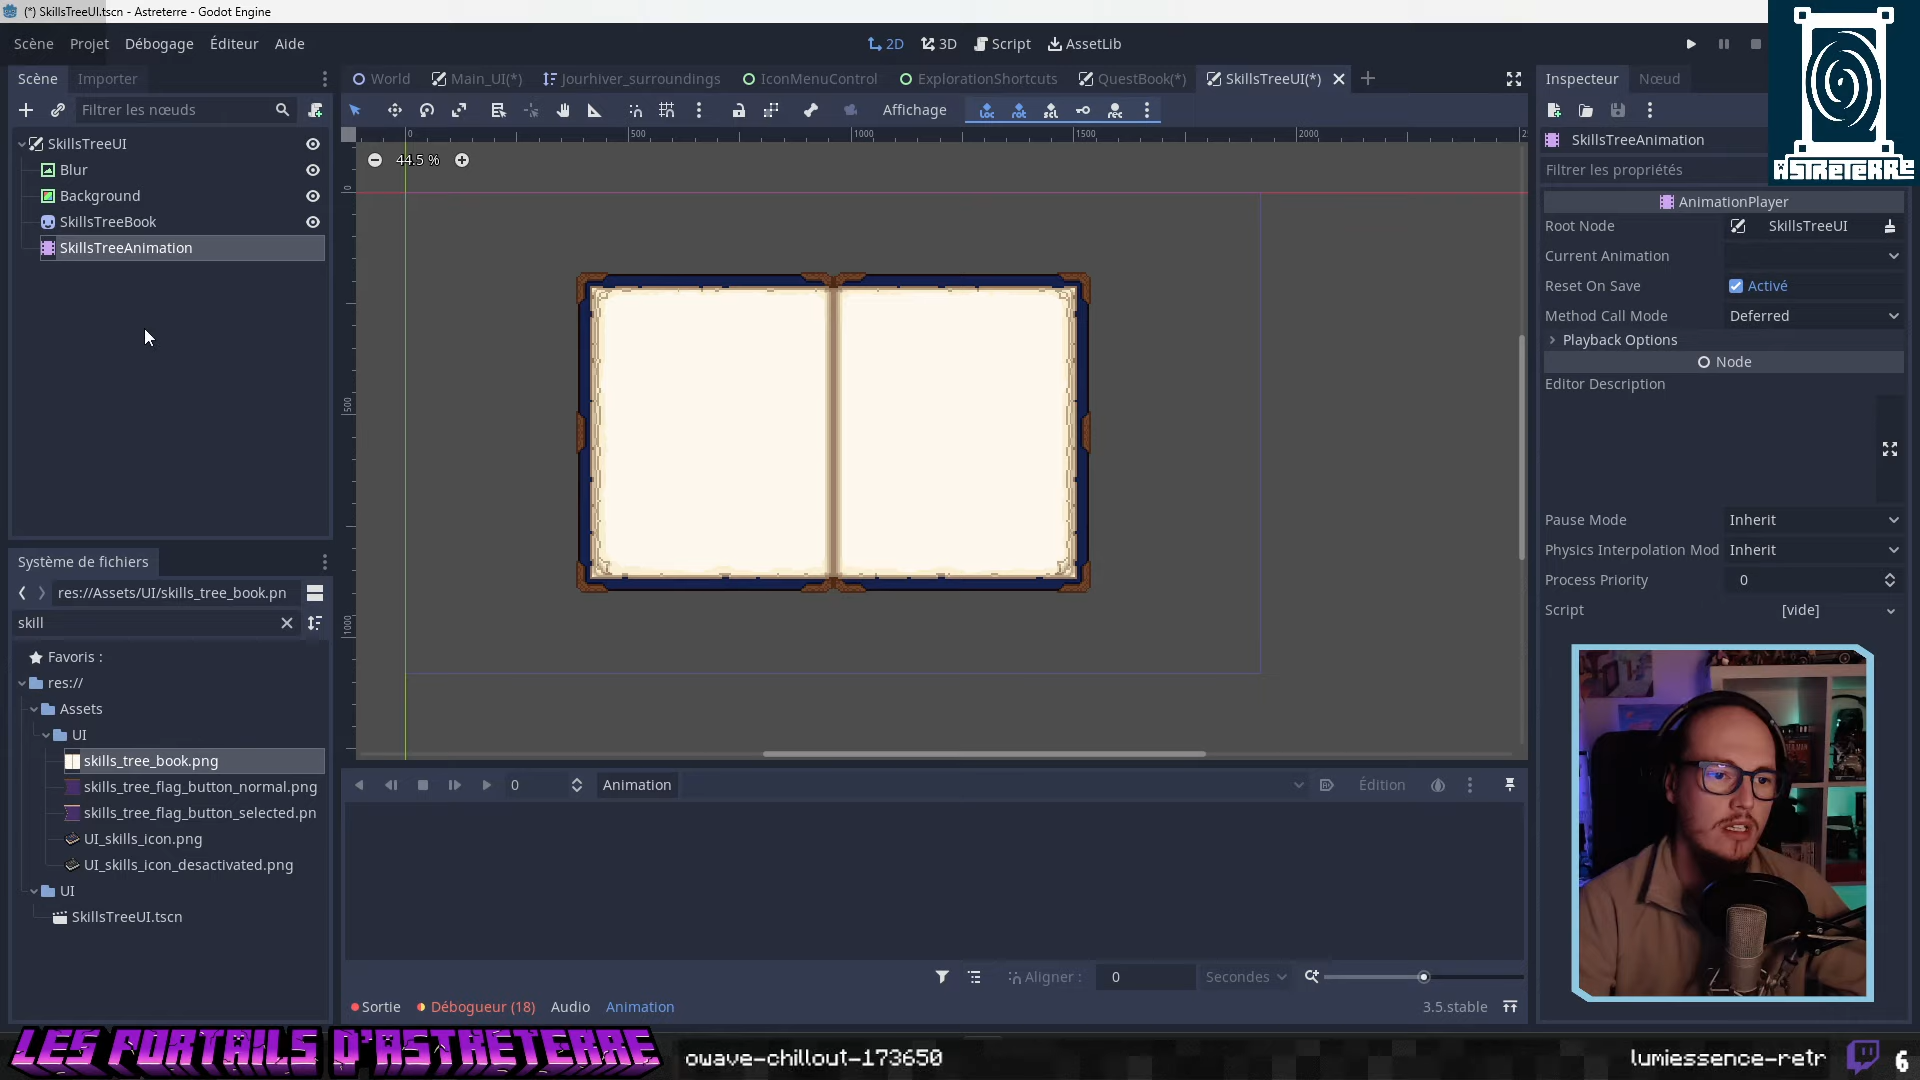 (*) SkillsTreeUI.tscn - Astreterre - Godot Engine
Scène Projet Débogage Éditeur Aide
2D 3D Script AssetLib
ASTRETERRE
Scène Importer
World Main_UI(*) Jourhiver_surroundings IconMenuControl ExplorationShortcuts QuestBook(*) SkillsTreeUI(*)
Inspecteur Nœud
Filtrer les nœuds
Affichage
SkillsTreeUI
Blur
Background
SkillsTreeBook
SkillsTreeAnimation
0 500 1000 1500 2000 25
44.5 %
0
500
1000
SkillsTreeAnimation
Filtrer les propriétés
AnimationPlayer
Root Node SkillsTreeUI
Current Animation
Reset On Save Activé
Method Call Mode Deferred
Playback Options
Node
Editor Description
Pause Mode Inherit
Physics Interpolation Mod Inherit
Process Priority 0
Script [vide]
Système de fichiers
res://Assets/UI/skills_tree_book.pn
skill
Favoris :
res://
Assets
UI
skills_tree_book.png
skills_tree_flag_button_normal.png
skills_tree_flag_button_selected.pn
UI_skills_icon.png
UI_skills_icon_desactivated.png
UI
SkillsTreeUI.tscn
0 Animation Édition
Aligner : 0 Secondes
Sortie Débogueur (18) Audio Animation 3.5.stable
LES PORTAILS D'ASTRETERRE
owave-chillout-173650
lumiessence-retr
6